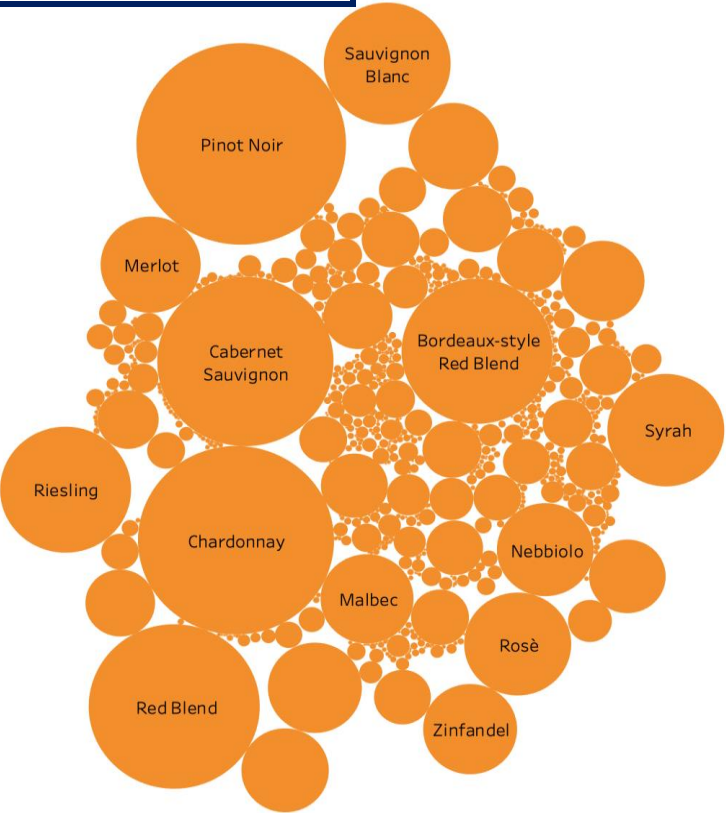 Sauvignon
Blanc
Pinot Noir
Merlot
Cabernet
Sauvignon
Bordeaux-style
Red Blend
Syrah
Riesling
Chardonnay
Nebbiolo
Malbec
Rosè
Red Blend
Zinfandel